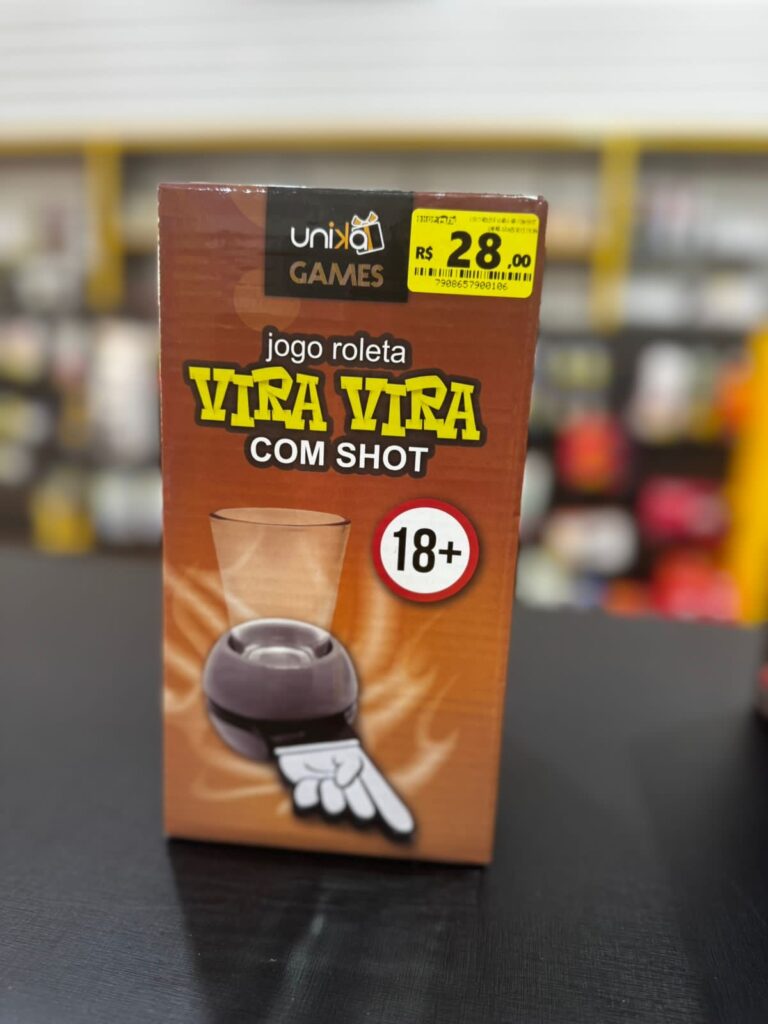 unika
GAMES
R$ 28,00
7908657900106
jogo roleta
VIRA VIRA
COM SHOT
18+